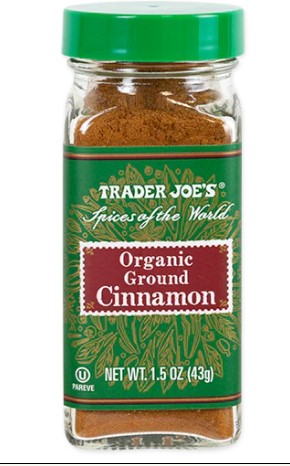 TRADER JOE'S®
Spices of the World
Organic
Ground
Cinnamon
U
PAREVE
NET WT. 1.5 OZ (43g)